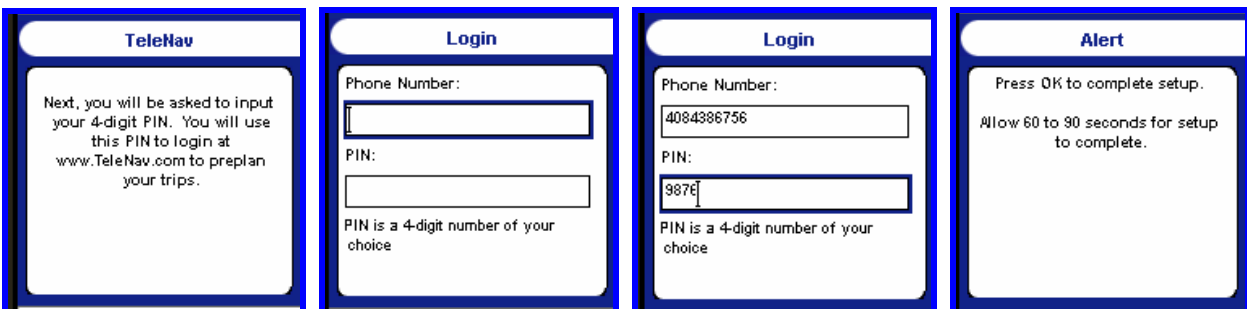 TeleNav
Next, you will be asked to input
your 4-digit PIN. You will use
this PIN to login at
www.TeleNav.com to preplan
your trips.
Login
Phone Number:
PIN:
PIN is a 4-digit number of your
choice
Login
Phone Number:
4084386756
PIN:
9876
PIN is a 4-digit number of your
choice
Alert
Press OK to complete setup.
Allow 60 to 90 seconds for setup
to complete.